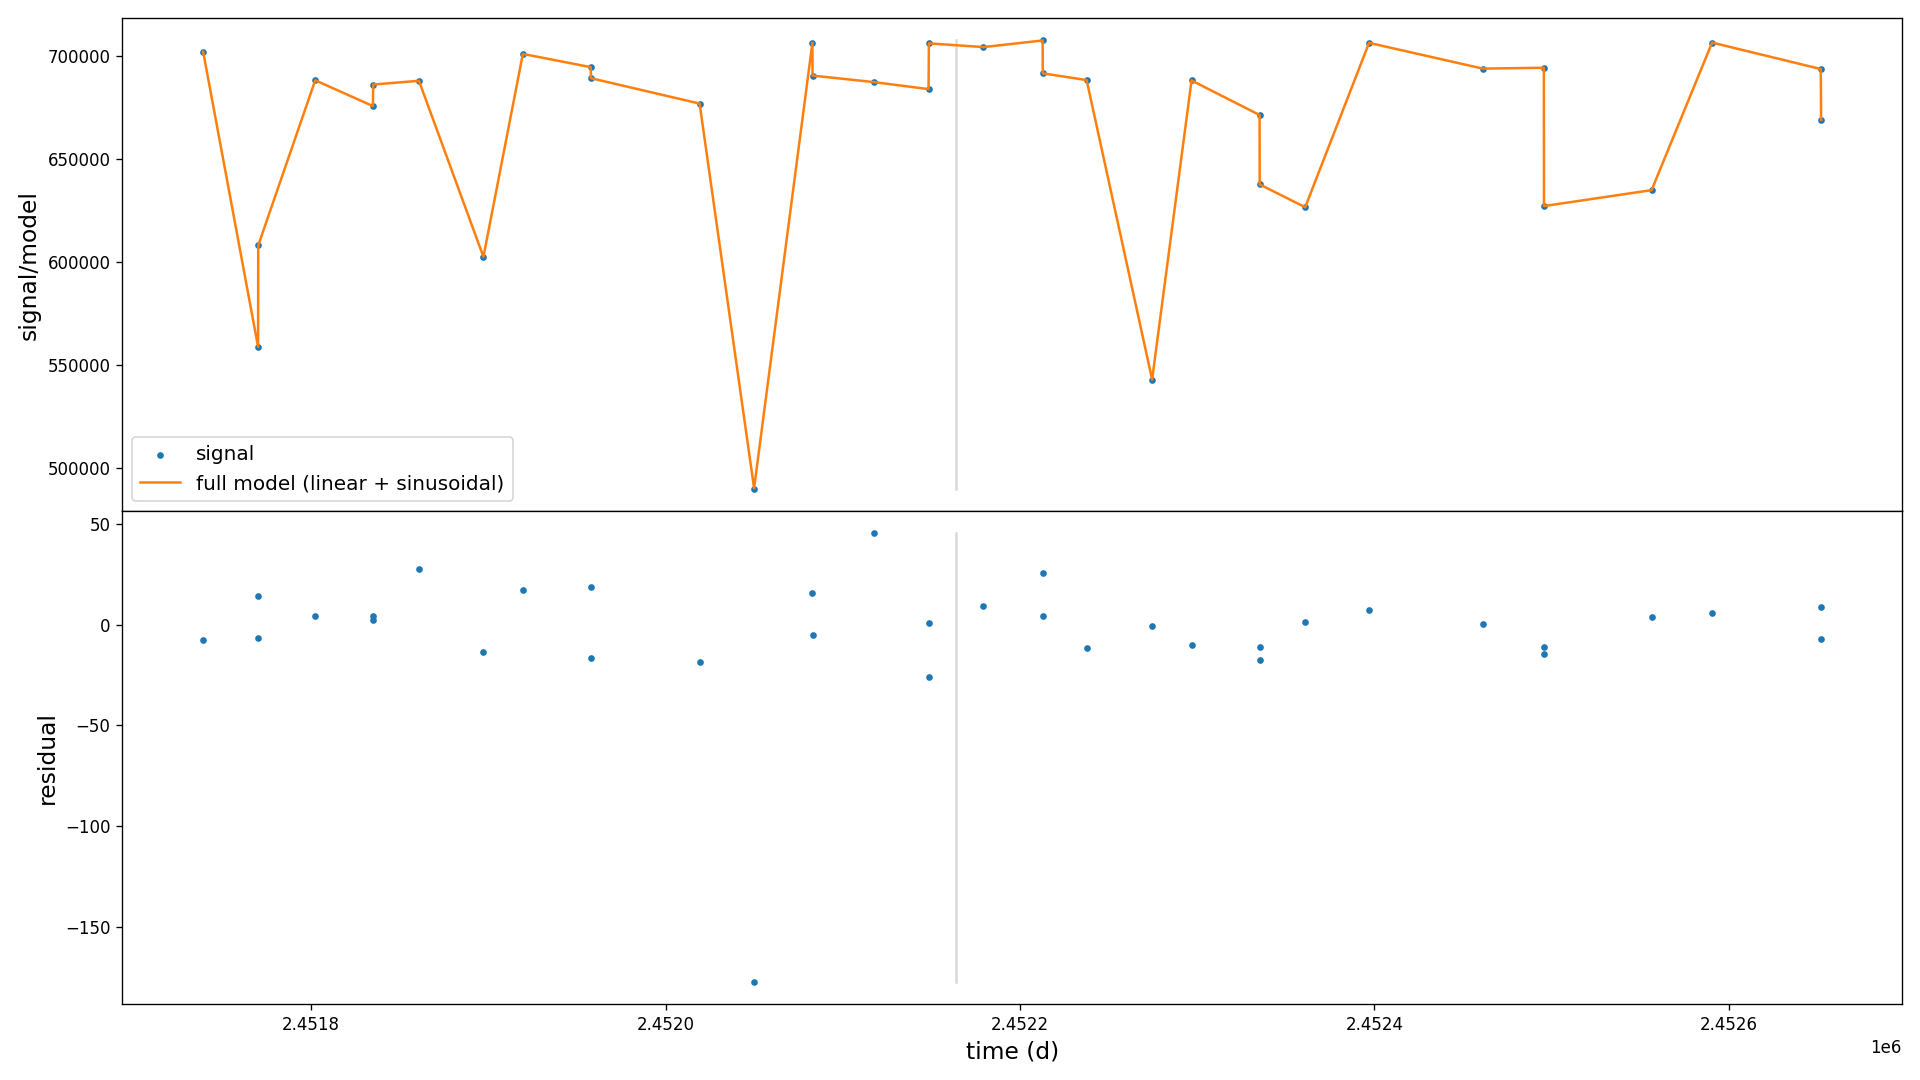 700000
650000
600000
550000
500000
signal/model
signal
full model (linear + sinusoidal)
50
0
−50
−100
−150
residual
2.4518
2.4520
2.4522
2.4524
2.4526
1e6
time (d)